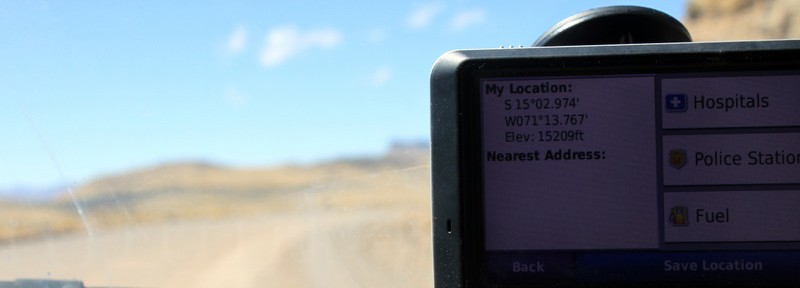 My Location:
S 15°02.974'
W071°13.767'
Elev: 15209ft
Nearest Address:
Hospitals
Police Station
Fuel
Back
Save Location